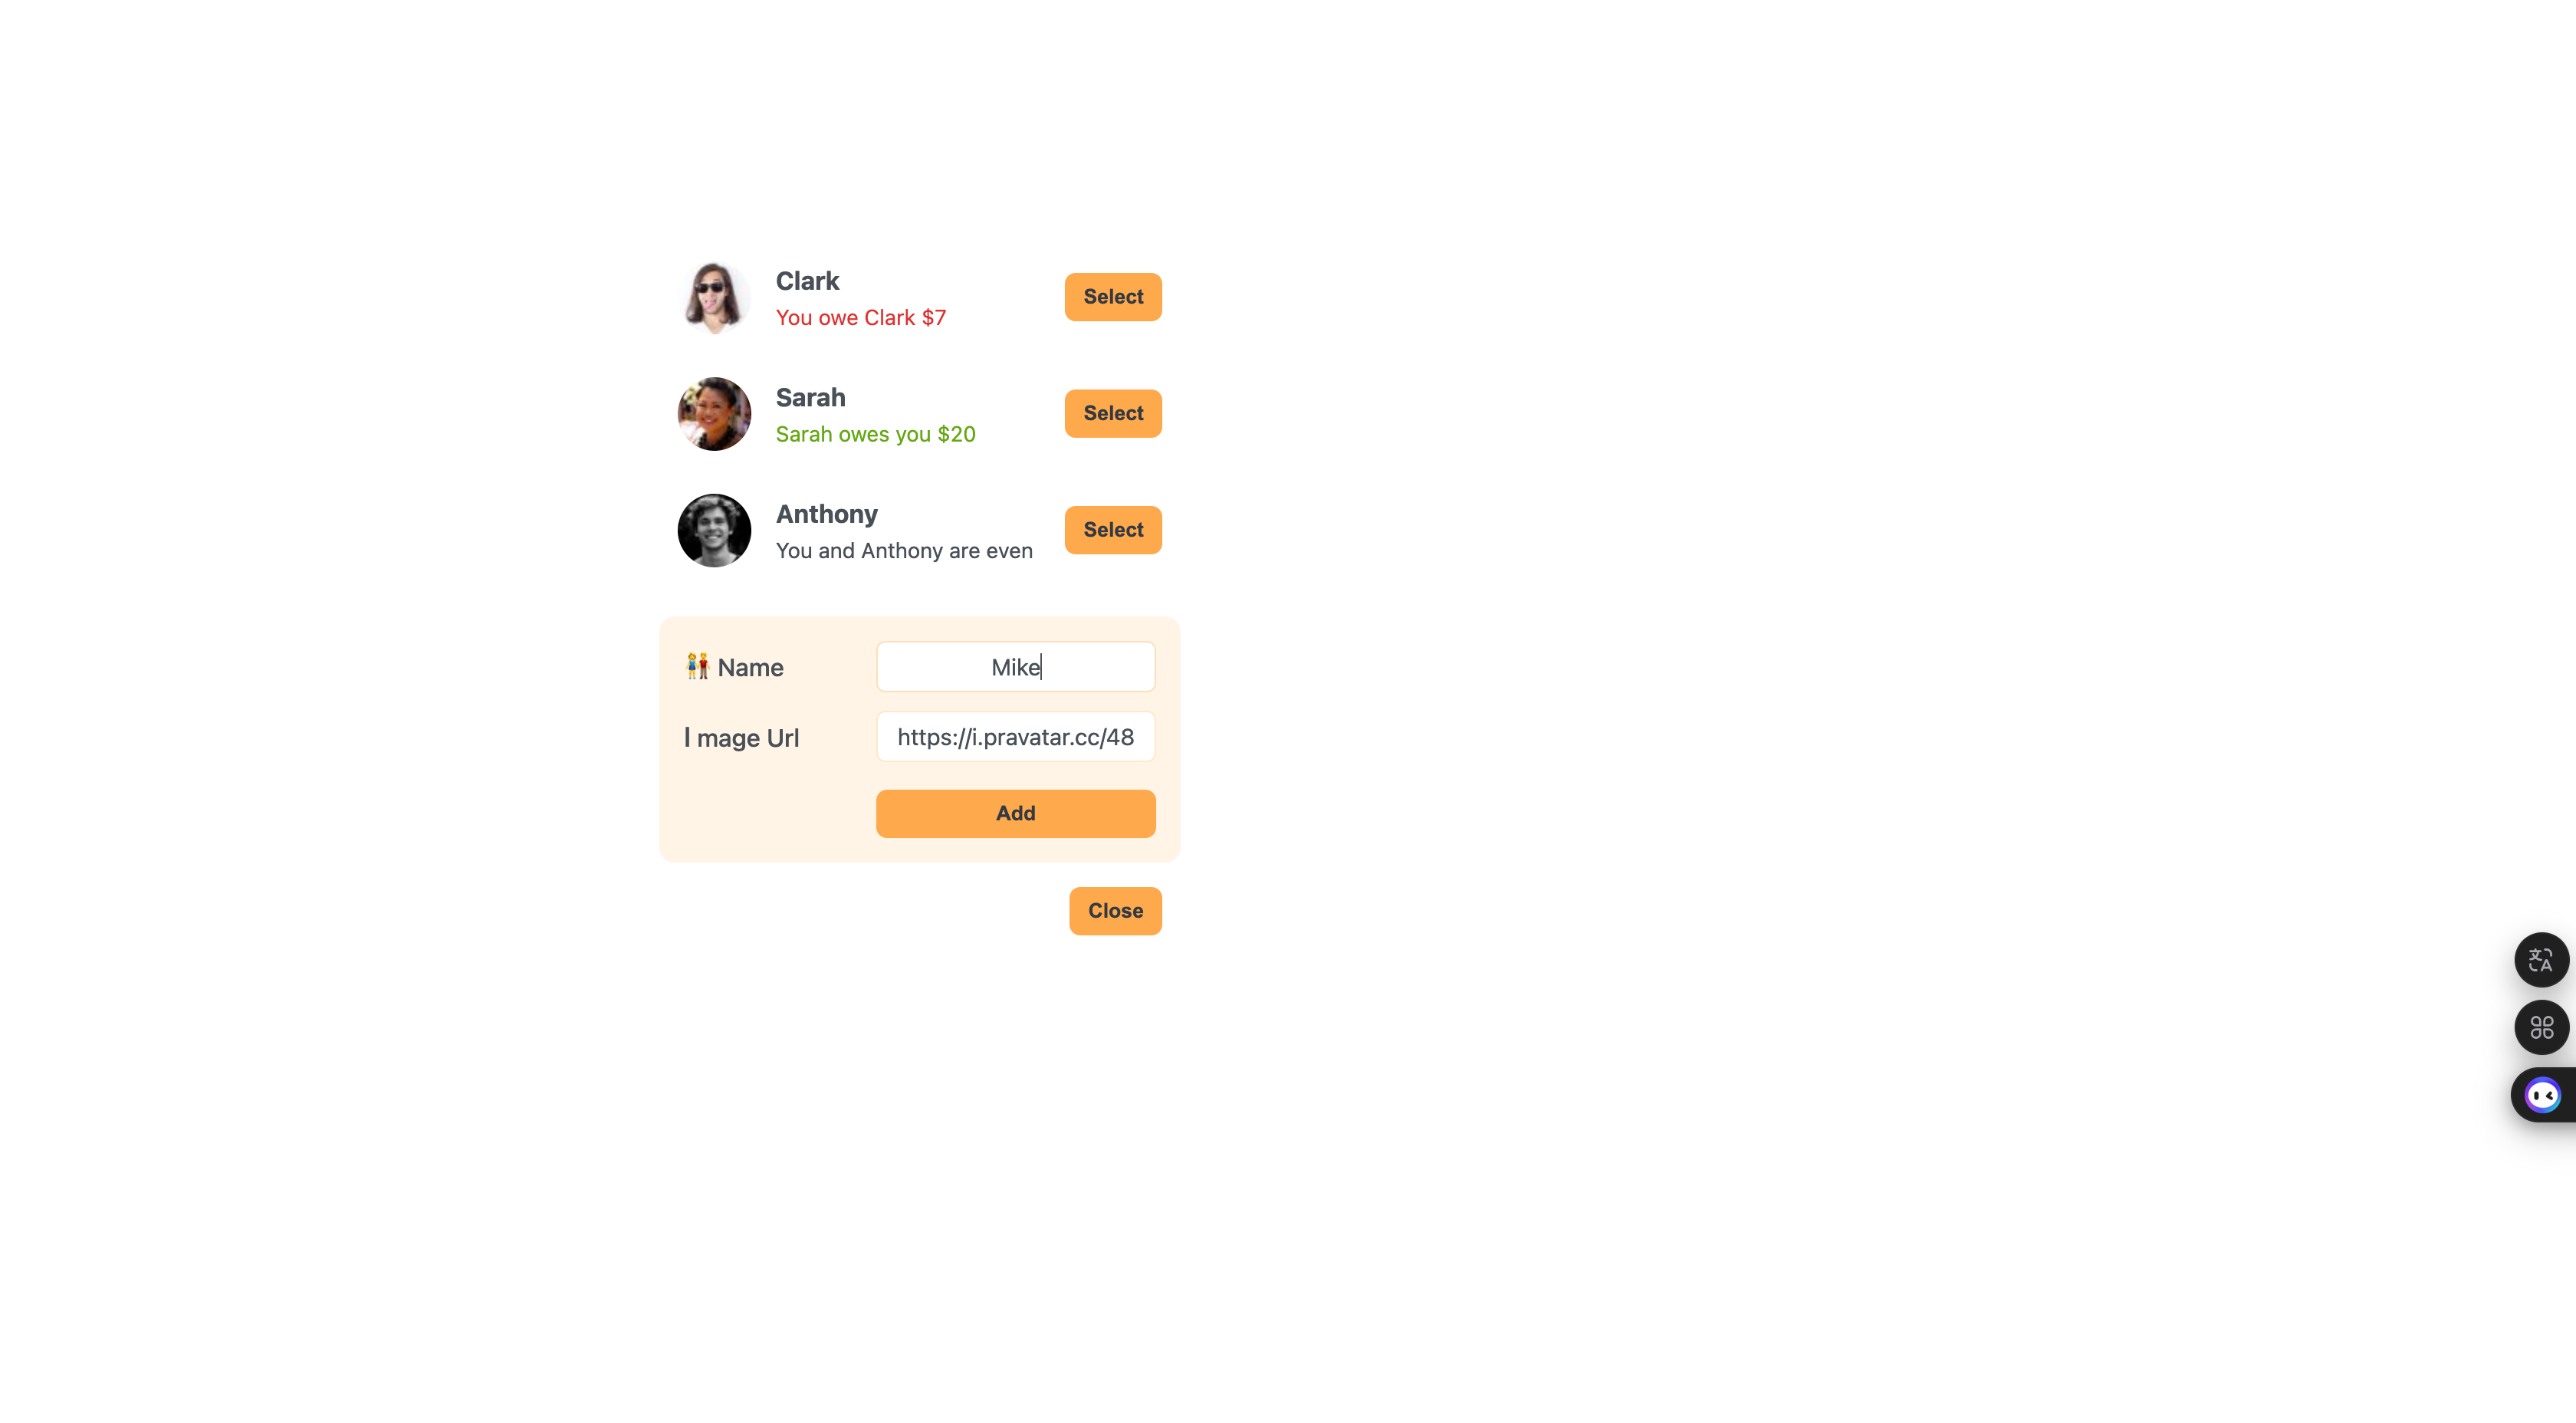 Clark
You owe Clark $7
Select
Sarah
Sarah owes you $20
Select
Anthony
You and Anthony are even
Select
👫 Name
Mike
I mage Url
https://i.pravatar.cc/48
Add
Close